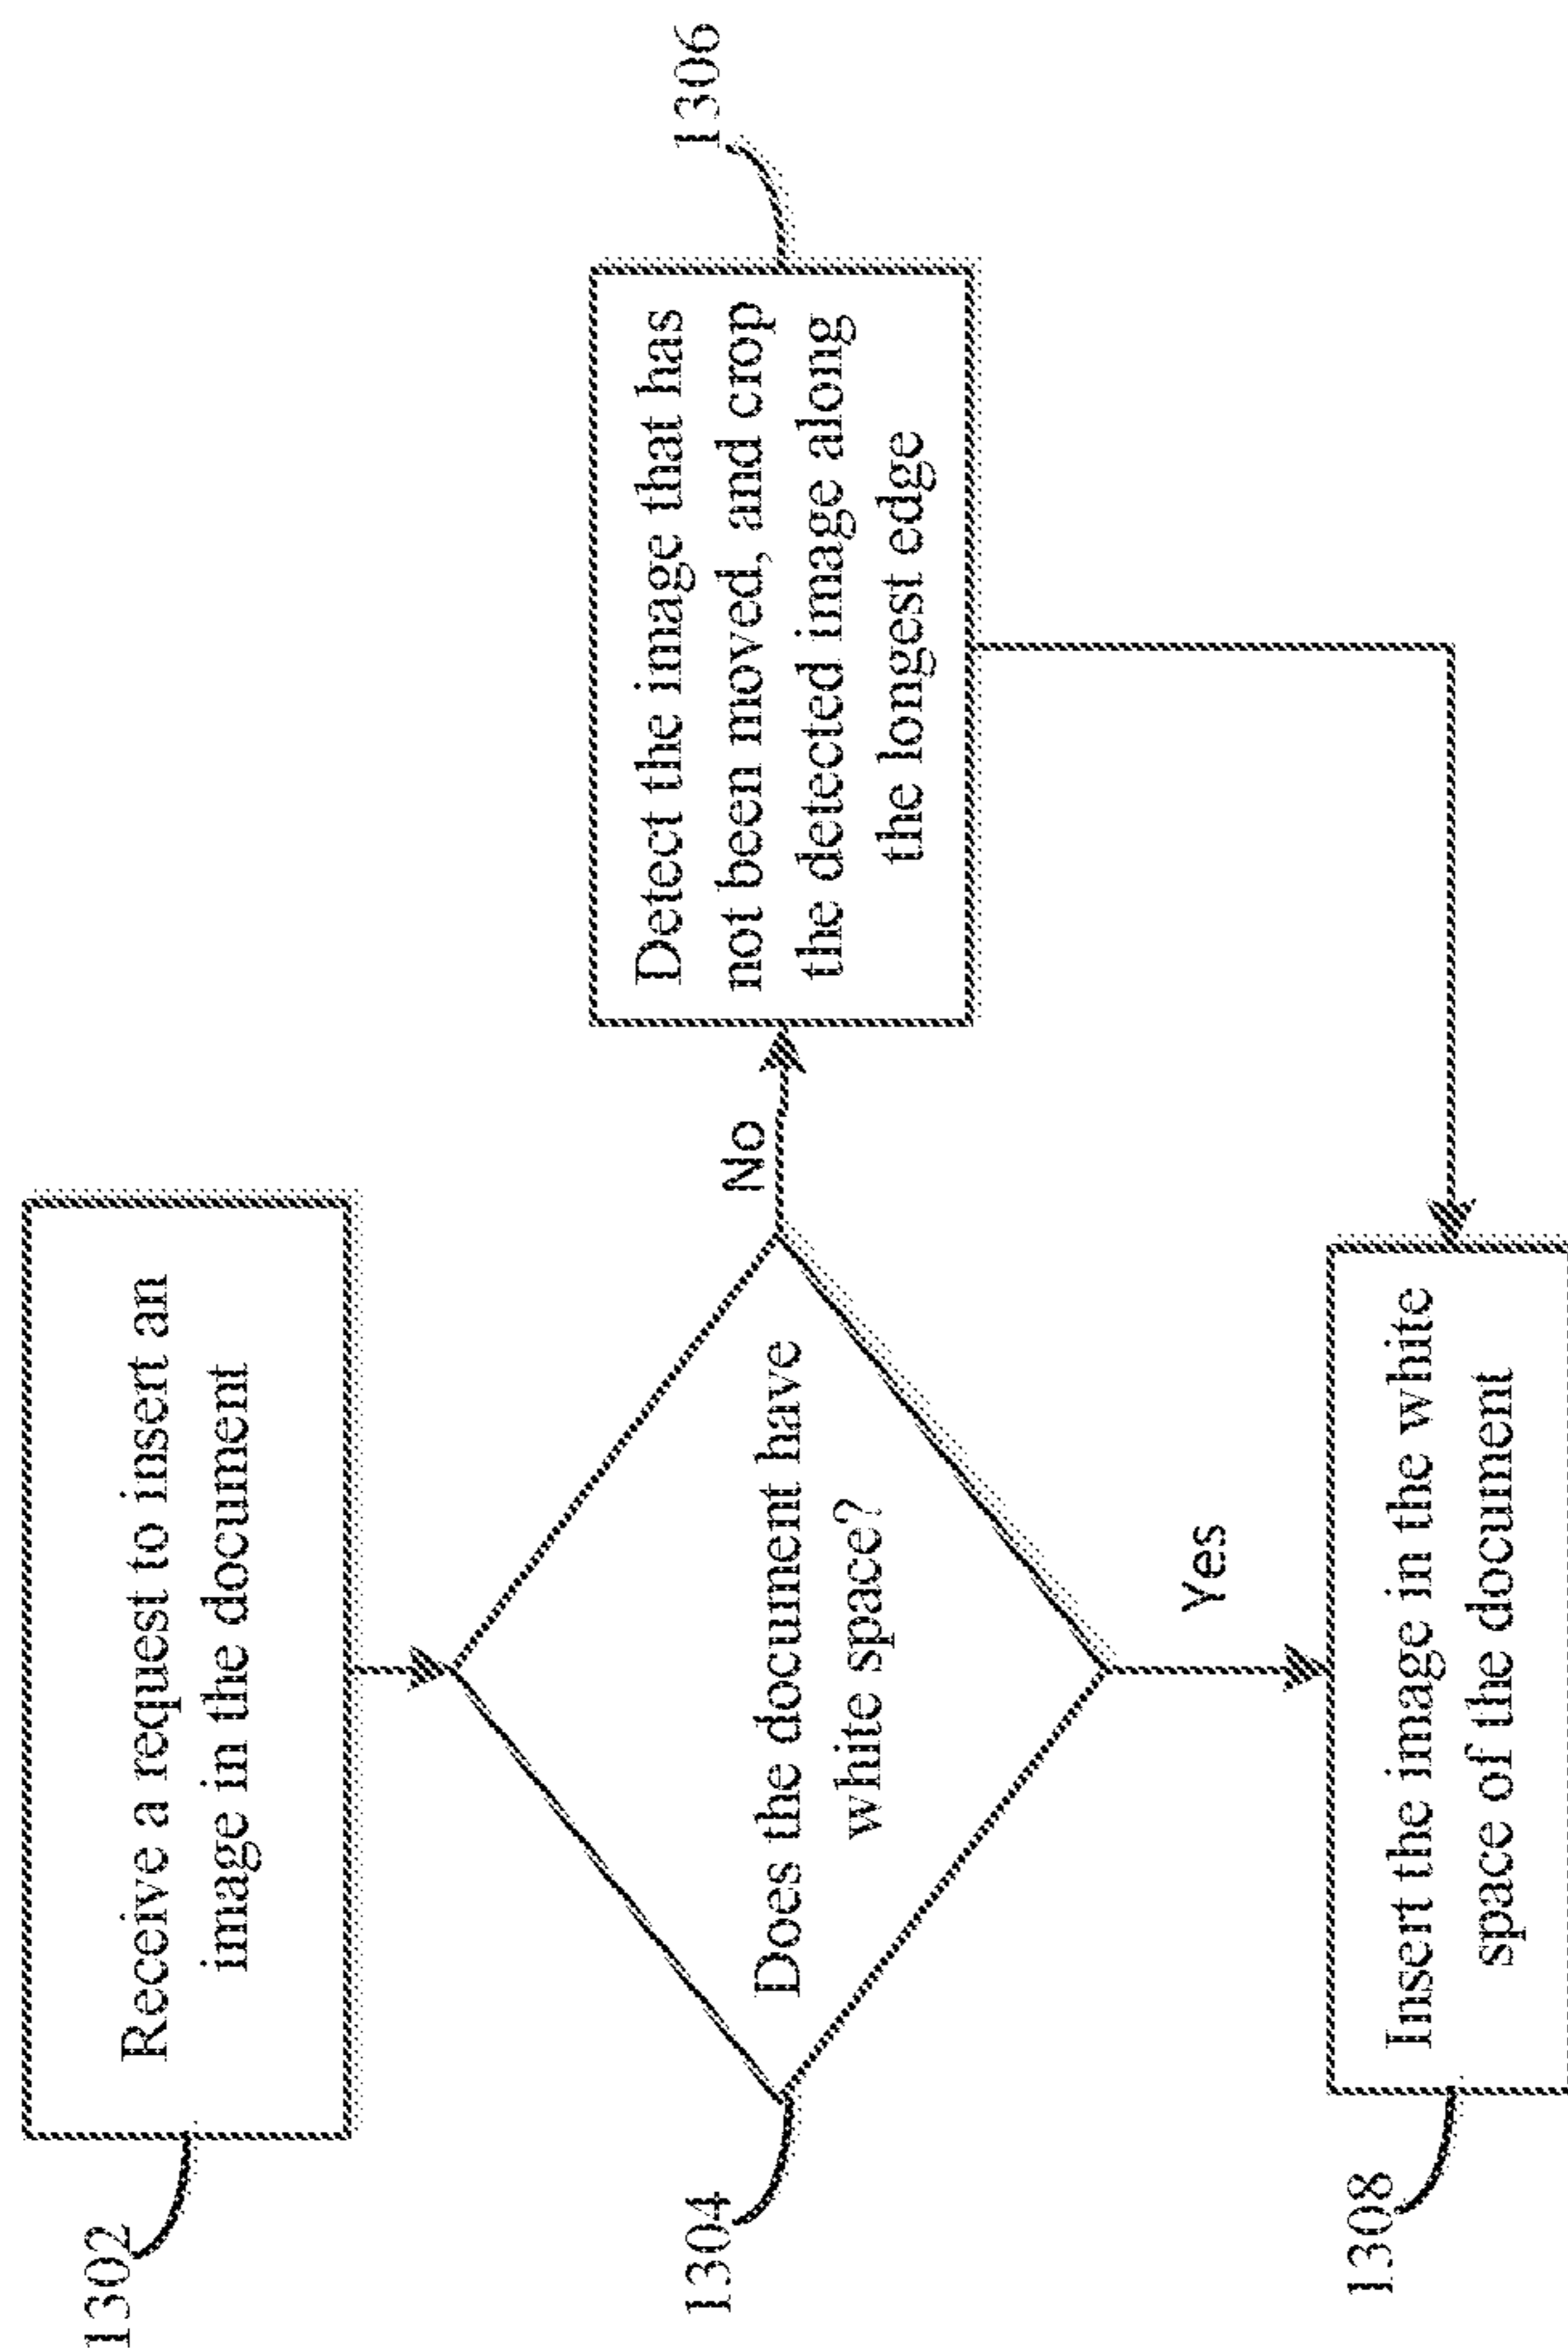 1302
Receive a request to insert an
image in the document
1304
Does the document have
white space?
No
1306
Detect the image that has
not been moved, and crop
the detected image along
the longest edge
Yes
1308
Insert the image in the white
space of the document